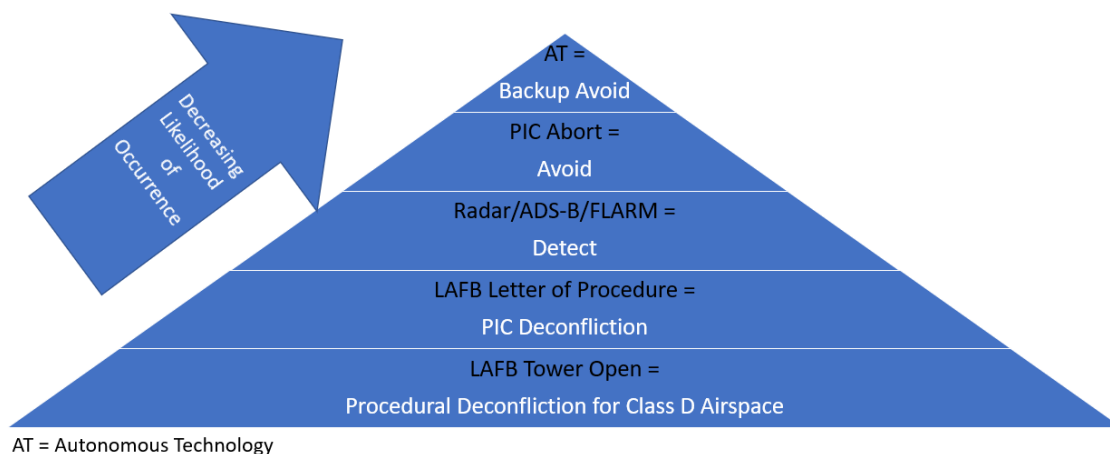 Decreasing
Likelihood
of
Occurrence
AT =
Backup Avoid
PIC Abort =
Avoid
Radar/ADS-B/FLARM =
Detect
LAFB Letter of Procedure =
PIC Deconfliction
LAFB Tower Open =
Procedural Deconfliction for Class D Airspace
AT = Autonomous Technology